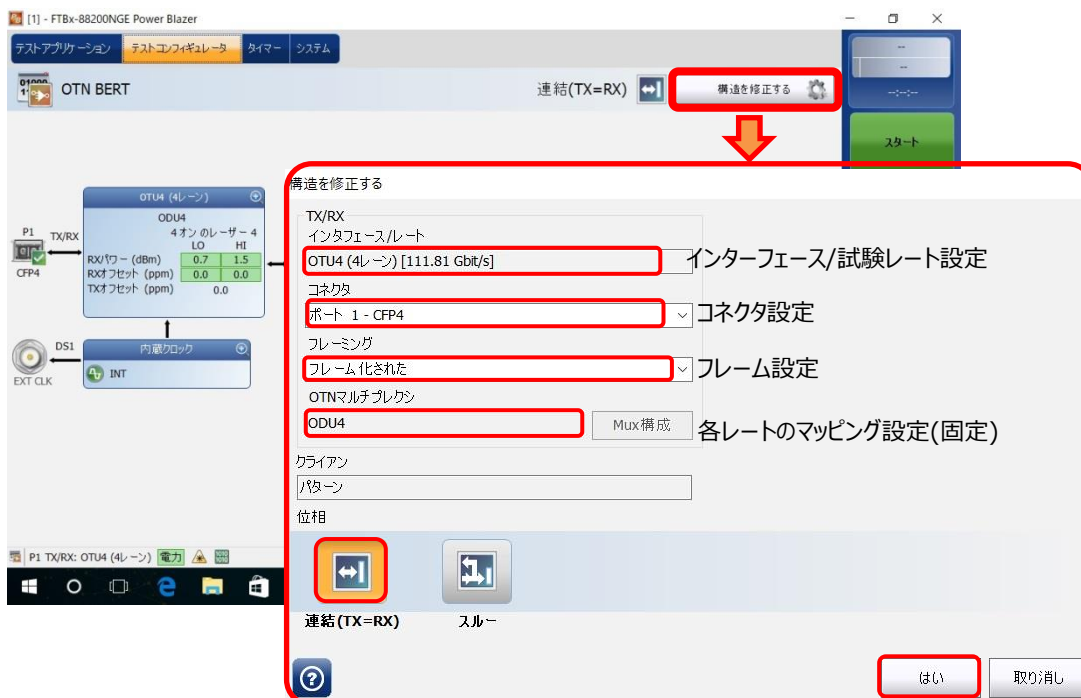 [1] - FTBx-88200NGE Power Blazer
テストアプリケーション テストコンフィギュレータ タイマー システム
OTN BERT
連結(TX=RX)
構造を修正する
--
--
--:--:--
スタート
OTU4 (4レーン)
ODU4
4オン のレーザー 4
LO HI
RXパワー (dBm) 0.7 1.5
RXオフセット (ppm) 0.0 0.0
TXオフセット (ppm) 0.0
P1
TX/RX
CFP4
DS1
EXT CLK
内蔵クロック
INT
P1 TX/RX: OTU4 (4レーン) 電力
構造を修正する
TX/RX
インタフェース/レート
OTU4 (4レーン) [111.81 Gbit/s]
インターフェース/試験レート設定
コネクタ
ポート 1 - CFP4
コネクタ設定
フレーミング
フレーム化された
フレーム設定
OTNマルチプレクシ
ODU4
Mux構成
各レートのマッピング設定(固定)
クライアン
パターン
位相
連結(TX=RX)
スルー
?
はい
取り消し